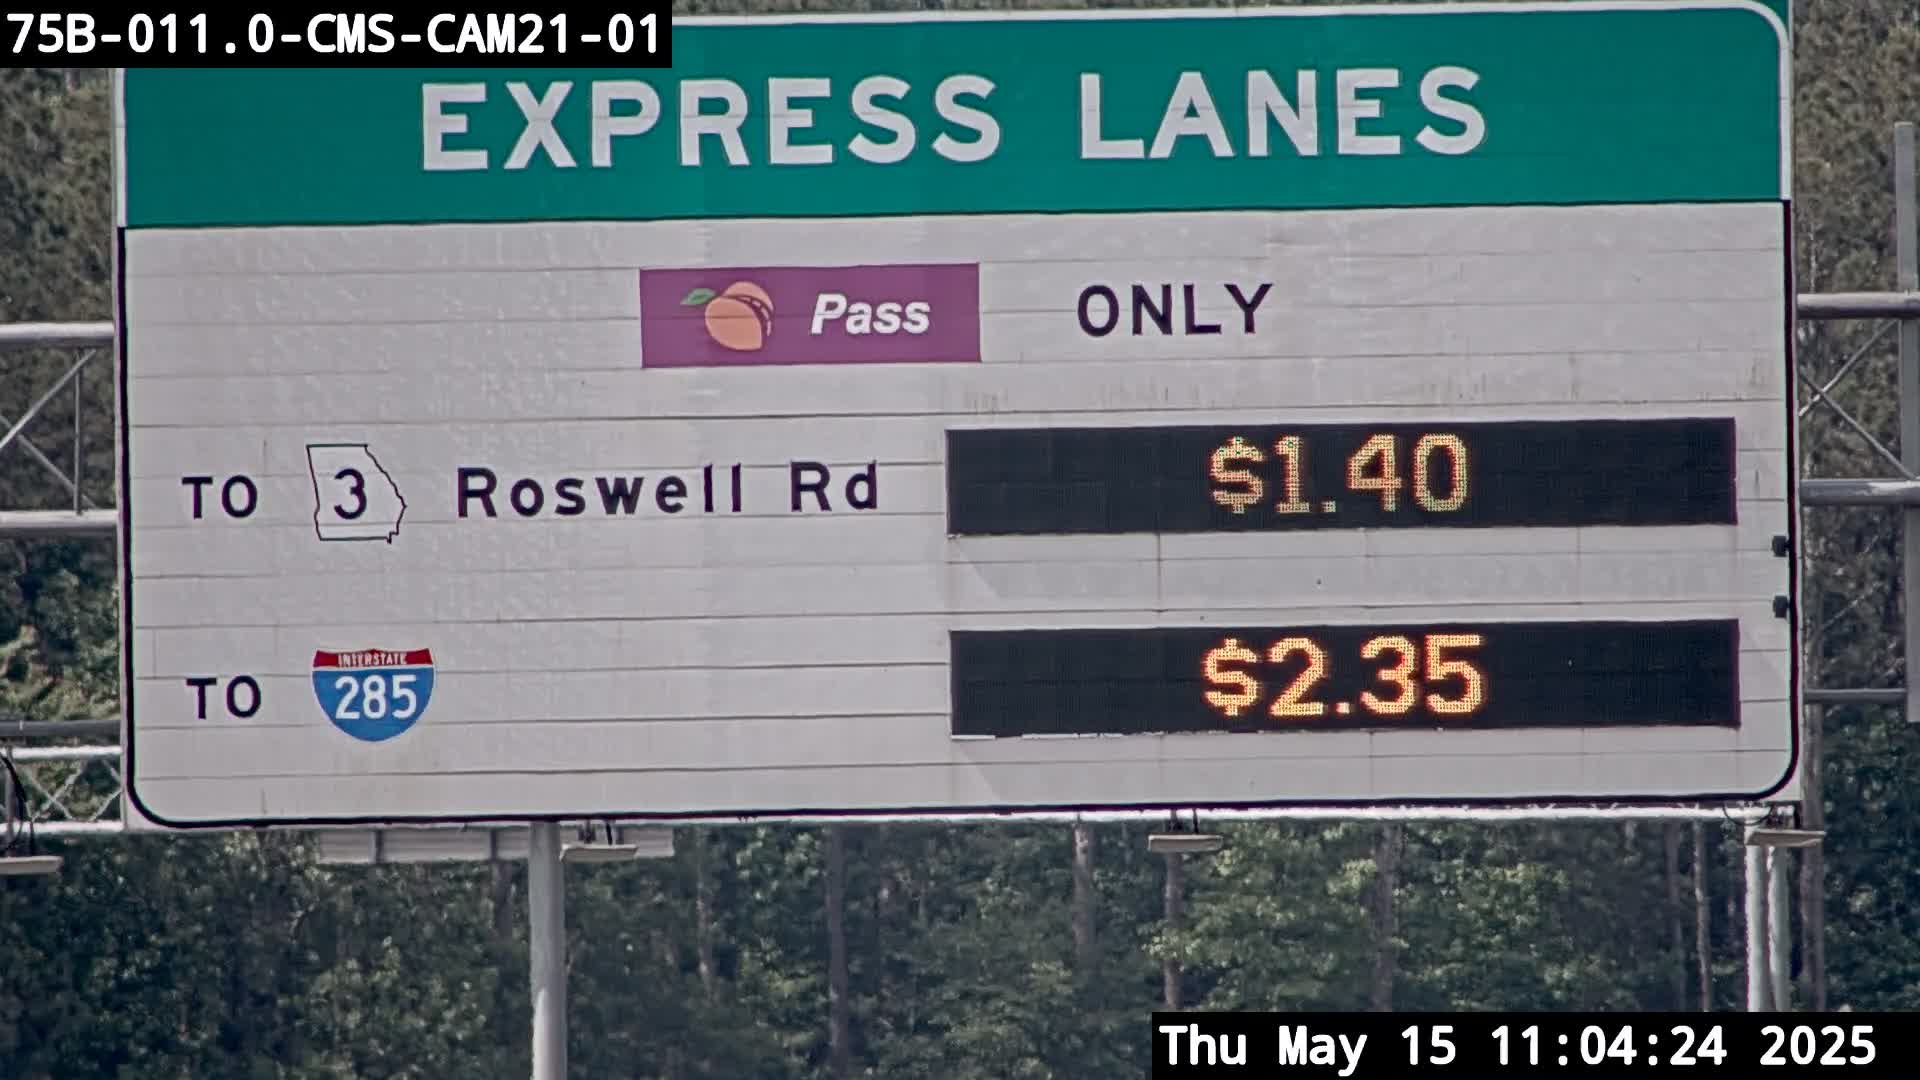 75B-011.0-CMS-CAM21-01
EXPRESS LANES
Pass ONLY
TO 3 Roswell Rd $1.40
INTERSTATE
TO 285 $2.35
Thu May 15 11:04:24 2025